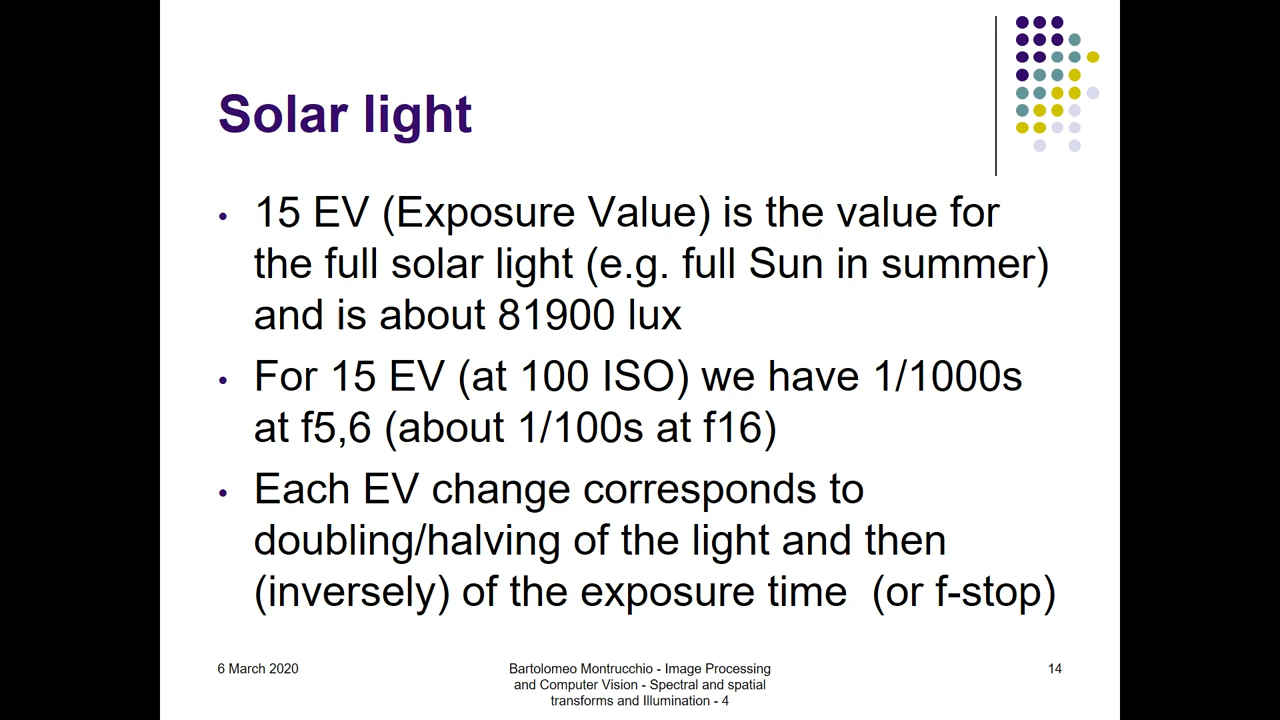 Solar light
• 15 EV (Exposure Value) is the value for
the full solar light (e.g. full Sun in summer)
and is about 81900 lux
• For 15 EV (at 100 ISO) we have 1/1000s
at f5,6 (about 1/100s at f16)
• Each EV change corresponds to
doubling/halving of the light and then
(inversely) of the exposure time  (or f-stop)
6 March 2020
Bartolomeo Montrucchio - Image Processing
and Computer Vision - Spectral and spatial
transforms and Illumination - 4
14